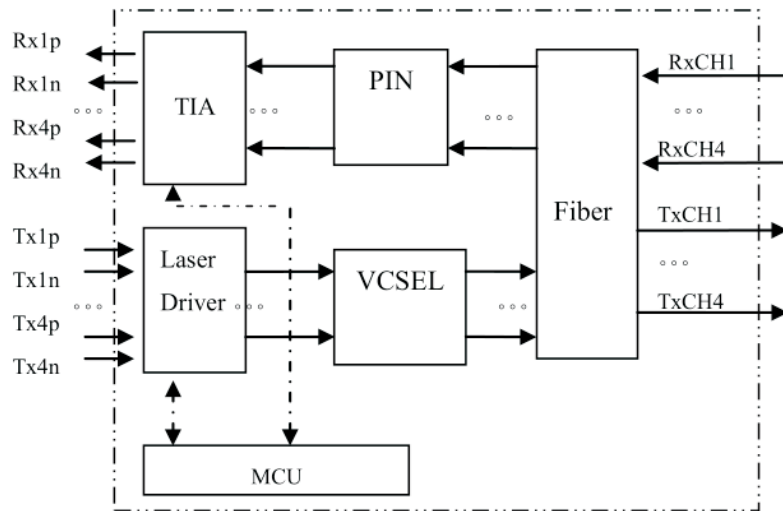 Rx1p
Rx1n
Rx4p
Rx4n
TIA
PIN
Fiber
RxCH1
RxCH4
TxCH1
TxCH4
Tx1p
Tx1n
Tx4p
Tx4n
Laser
Driver
VCSEL
MCU